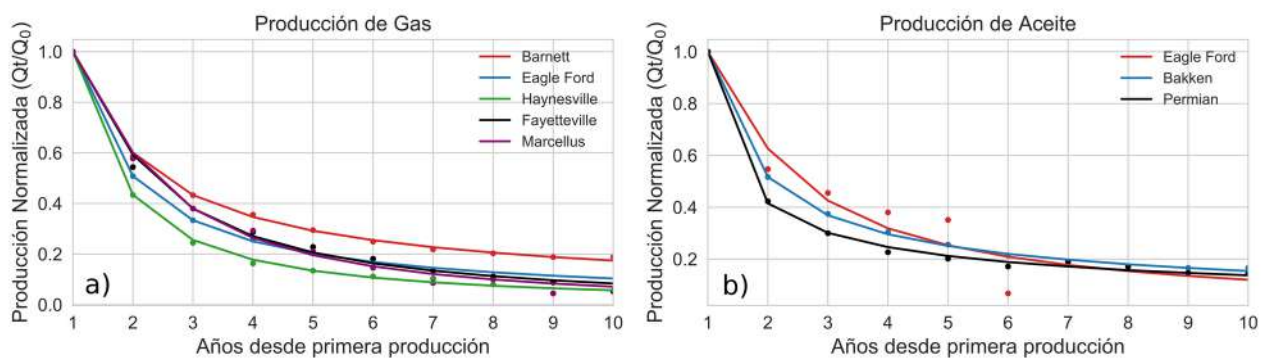 Producción de Gas
Producción Normalizada (Qt/Q₀)
1.0
0.8
0.6
0.4
0.2
0.0
Barnett
Eagle Ford
Haynesville
Fayetteville
Marcellus
a)
1 2 3 4 5 6 7 8 9 10
Años desde primera producción
Producción de Aceite
Producción Normalizada (Qt/Q₀)
1.0
0.8
0.6
0.4
0.2
Eagle Ford
Bakken
Permian
b)
1 2 3 4 5 6 7 8 9 10
Años desde primera producción